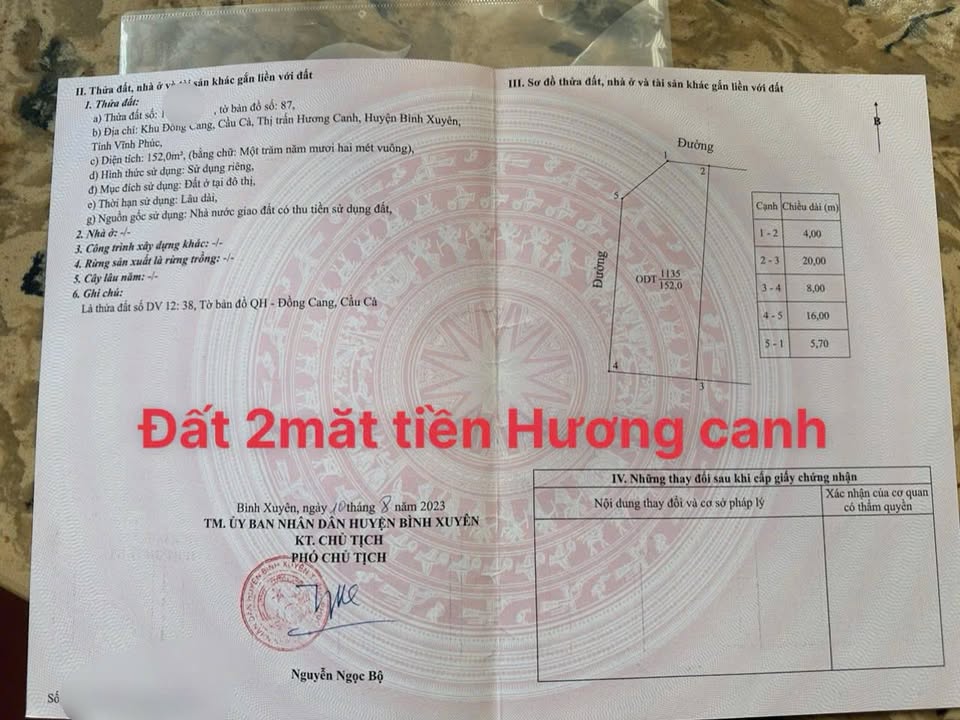 II. Thửa đất, nhà ở và tài sản khác gắn liền với đất
1. Thửa đất:
a) Thửa đất số: 1 , tờ bản đồ số: 87,
b) Địa chỉ: Khu Đồng Cang, Cầu Cà, Thị trấn Hương Canh, Huyện Bình Xuyên,
Tỉnh Vĩnh Phúc,
c) Diện tích: 152,0m², (bằng chữ: Một trăm năm mươi hai mét vuông),
d) Hình thức sử dụng: Sử dụng riêng,
đ) Mục đích sử dụng: Đất ở tại đô thị,
e) Thời hạn sử dụng: Lâu dài,
g) Nguồn gốc sử dụng: Nhà nước giao đất có thu tiền sử dụng đất,
2. Nhà ở: -/-
3. Công trình xây dựng khác: -/-
4. Rừng sản xuất là rừng trồng: -/-
5. Cây lâu năm: -/-
6. Ghi chú:
Là thửa đất số DV 12: 38, Tờ bản đồ QH - Đồng Cang, Cầu Cà
III. Sơ đồ thửa đất, nhà ở và tài sản khác gắn liền với đất
B
Đường
1
2
5
Đường
ODT 1135
152,0
4
3
Cạnh Chiều dài (m)
1 - 2 4,00
2 - 3 20,00
3 - 4 8,00
4 - 5 16,00
5 - 1 5,70
Đất 2măt tiền Hương canh
Bình Xuyên, ngày 10 tháng 8 năm 2023
TM. ỦY BAN NHÂN DÂN HUYỆN BÌNH XUYÊN
KT. CHỦ TỊCH
PHÓ CHỦ TỊCH
Nguyễn Ngọc Bộ
Số
IV. Những thay đổi sau khi cấp giấy chứng nhận
Nội dung thay đổi và cơ sở pháp lý
Xác nhận của cơ quan
có thẩm quyền